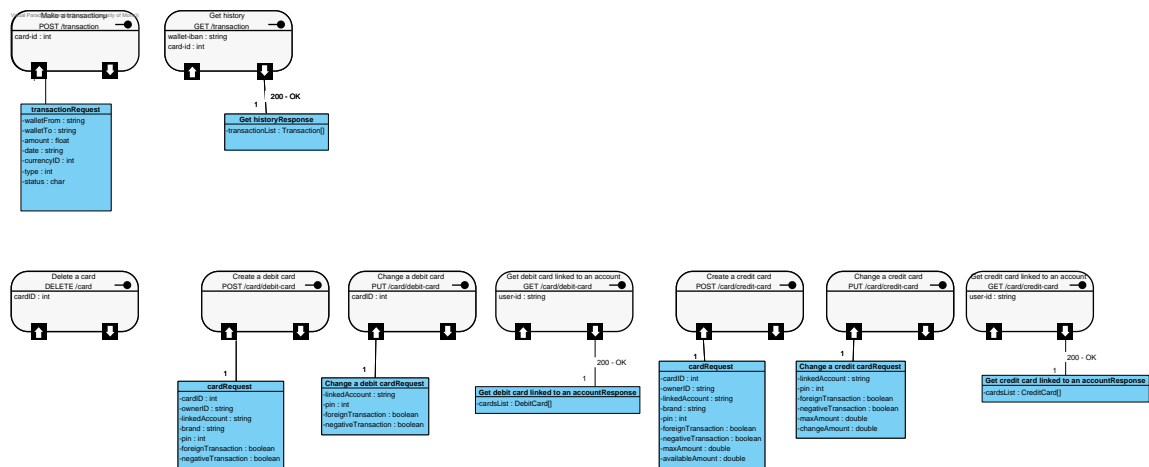 Make a transaction
POST /transaction
card-id : int
Get history
GET /transaction
wallet-iban : string
card-id : int
200 - OK
1
transactionRequest
-walletFrom : string
-walletTo : string
-amount : float
-date : string
-currencyID : int
-type : int
-status : char
Get historyResponse
-transactionList : Transaction[]
Delete a card
DELETE /card
cardID : int
Create a debit card
POST /card/debit-card
1
cardRequest
-cardID : int
-ownerID : string
-linkedAccount : string
-brand : string
-pin : int
-foreignTransaction : boolean
-negativeTransaction : boolean
Change a debit card
PUT /card/debit-card
cardID : int
1
Change a debit cardRequest
-linkedAccount : string
-pin : int
-foreignTransaction : boolean
-negativeTransaction : boolean
Get debit card linked to an account
GET /card/debit-card
user-id : string
200 - OK
1
Get debit card linked to an accountResponse
-cardsList : DebitCard[]
Create a credit card
POST /card/credit-card
1
cardRequest
-cardID : int
-ownerID : string
-linkedAccount : string
-brand : string
-pin : int
-foreignTransaction : boolean
-negativeTransaction : boolean
-maxAmount : double
-availableAmount : double
Change a credit card
PUT /card/credit-card
1
Change a credit cardRequest
-linkedAccount : string
-pin : int
-foreignTransaction : boolean
-negativeTransaction : boolean
-maxAmount : double
-changeAmount : double
Get credit card linked to an account
GET /card/credit-card
user-id : string
200 - OK
1
Get credit card linked to an accountResponse
-cardsList : CreditCard[]